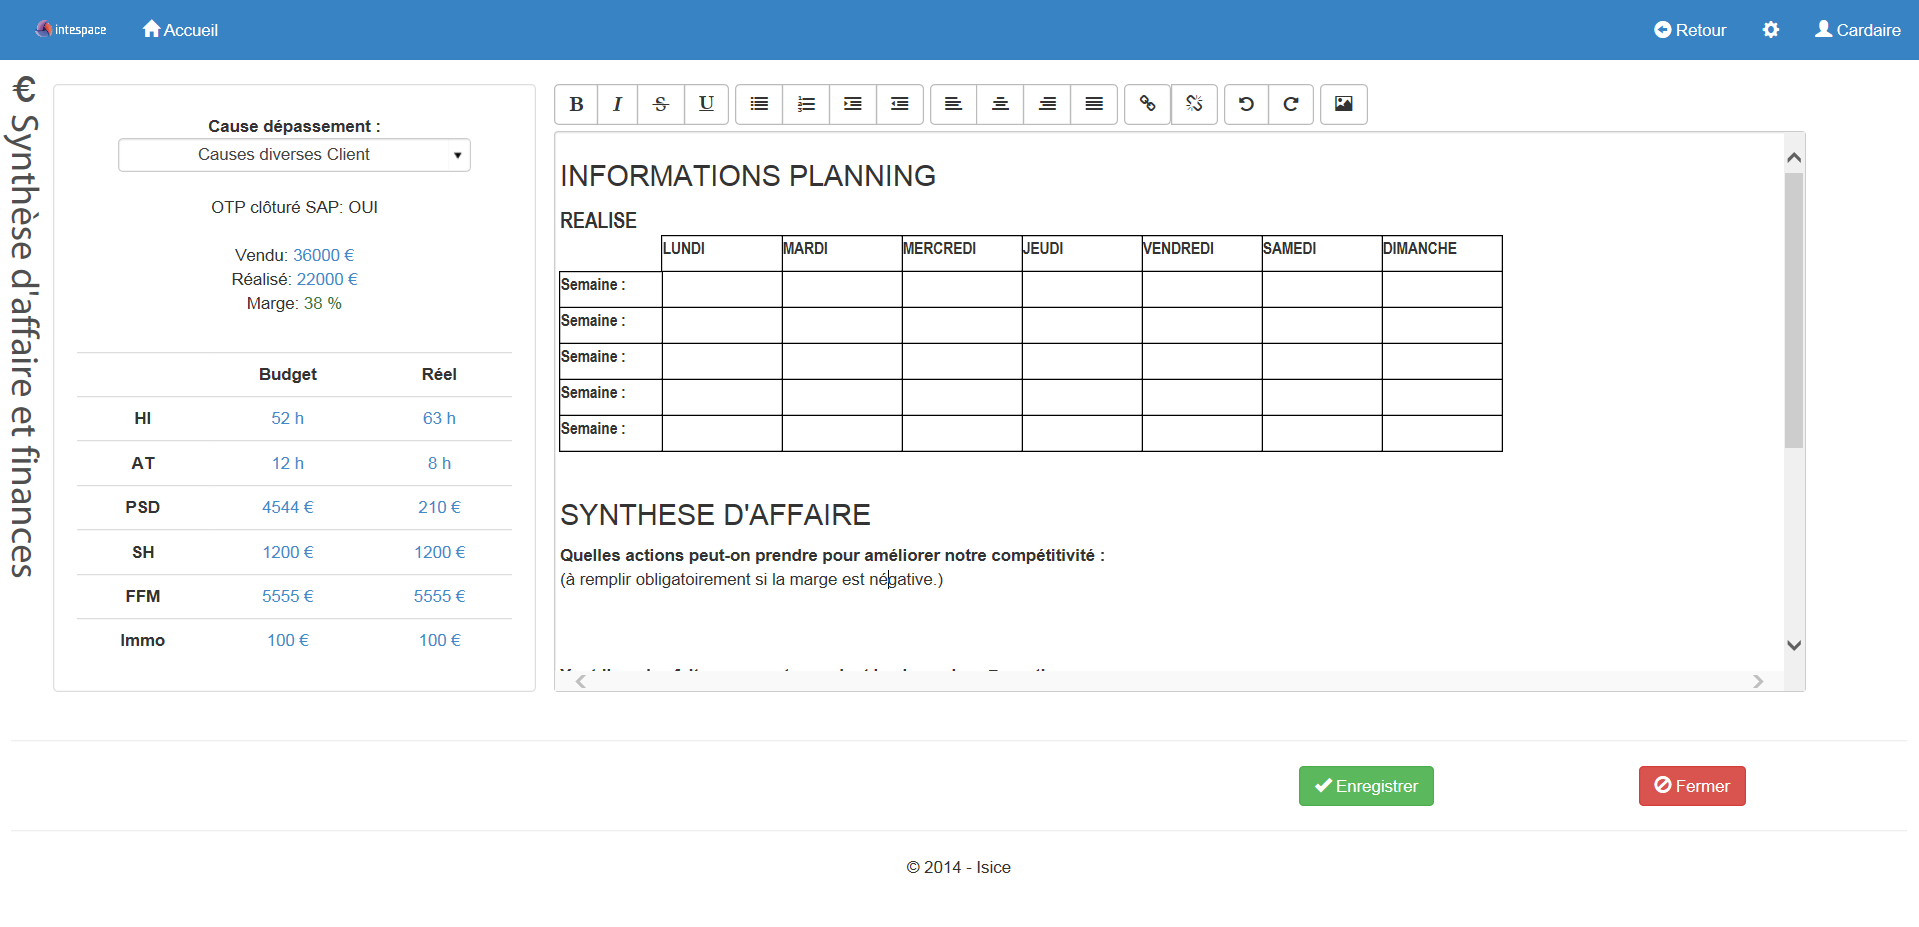 intespace
Accueil
Retour
Cardaire
€ Synthèse d'affaire et finances
Cause dépassement :
Causes diverses Client
OTP clôturé SAP: OUI
Vendu: 36000 €
Réalisé: 22000 €
Marge: 38 %
Budget Réel
HI 52 h 63 h
AT 12 h 8 h
PSD 4544 € 210 €
SH 1200 € 1200 €
FFM 5555 € 5555 €
Immo 100 € 100 €
B I S U
INFORMATIONS PLANNING
REALISE
LUNDI MARDI MERCREDI JEUDI VENDREDI SAMEDI DIMANCHE
Semaine :
Semaine :
Semaine :
Semaine :
Semaine :
SYNTHESE D'AFFAIRE
Quelles actions peut-on prendre pour améliorer notre compétitivité :
(à remplir obligatoirement si la marge est négative.)
Enregistrer
Fermer
© 2014 - Isice